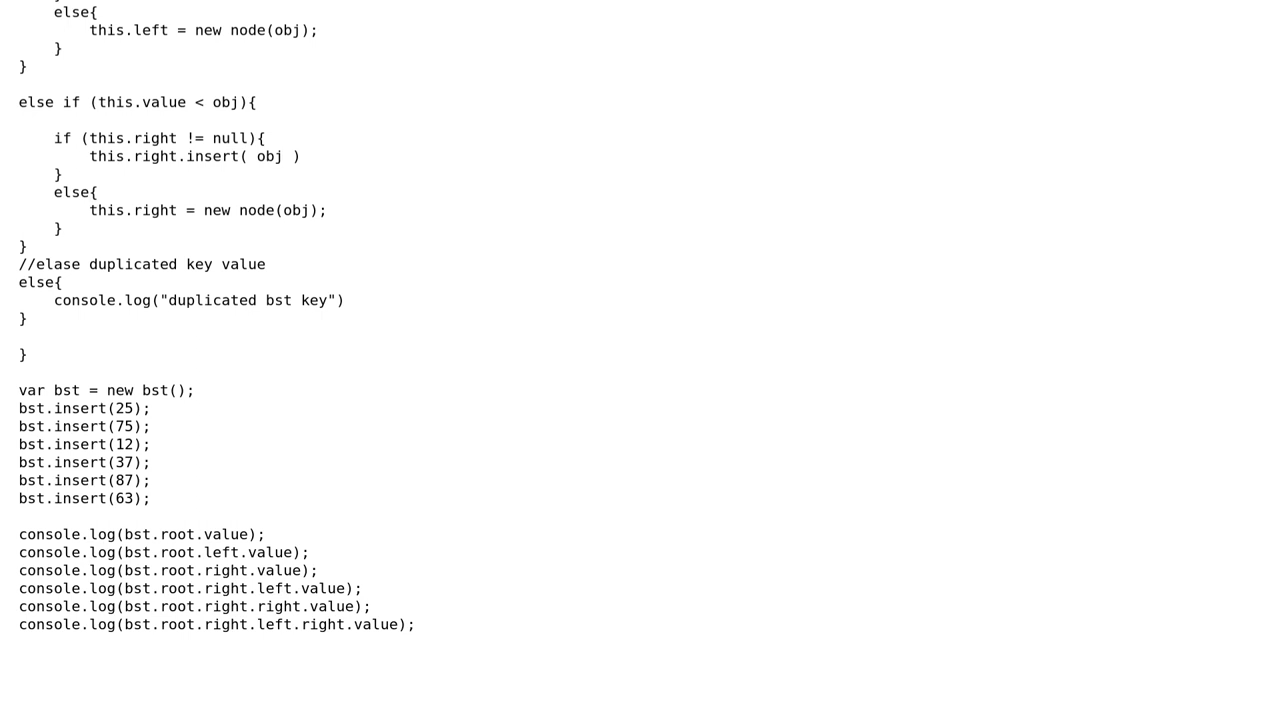 else{
this.left = new node(obj);
}
}
else if (this.value < obj){
if (this.right != null){
this.right.insert( obj )
}
else{
this.right = new node(obj);
}
}
//elase duplicated key value
else{
console.log("duplicated bst key")
}
}
var bst = new bst();
bst.insert(25);
bst.insert(75);
bst.insert(12);
bst.insert(37);
bst.insert(87);
bst.insert(63);
console.log(bst.root.value);
console.log(bst.root.left.value);
console.log(bst.root.right.value);
console.log(bst.root.right.left.value);
console.log(bst.root.right.right.value);
console.log(bst.root.right.left.right.value);